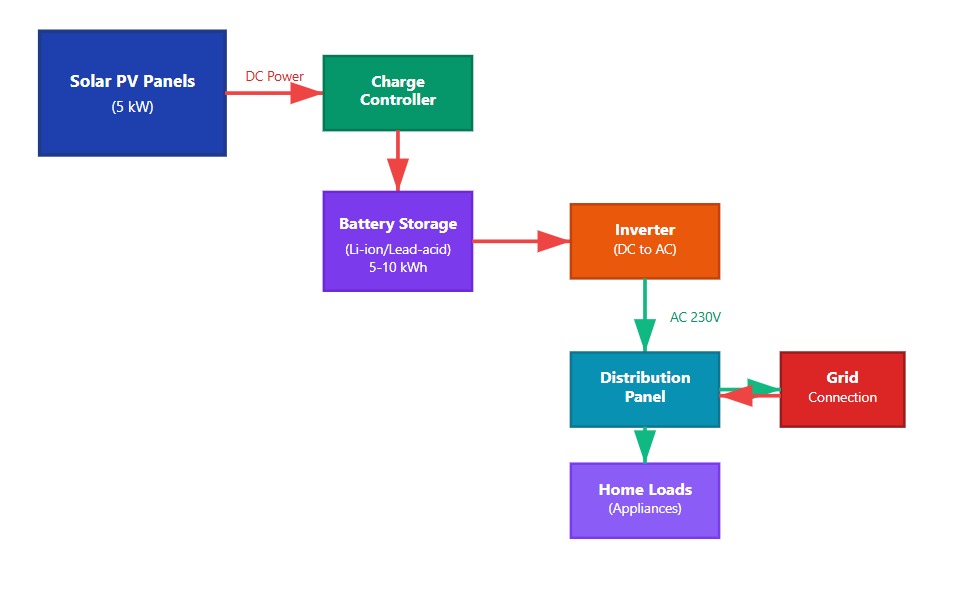 Solar PV Panels
(5 kW)
DC Power
Charge
Controller
Battery Storage
(Li-ion/Lead-acid)
5-10 kWh
Inverter
(DC to AC)
AC 230V
Distribution
Panel
Grid
Connection
Home Loads
(Appliances)